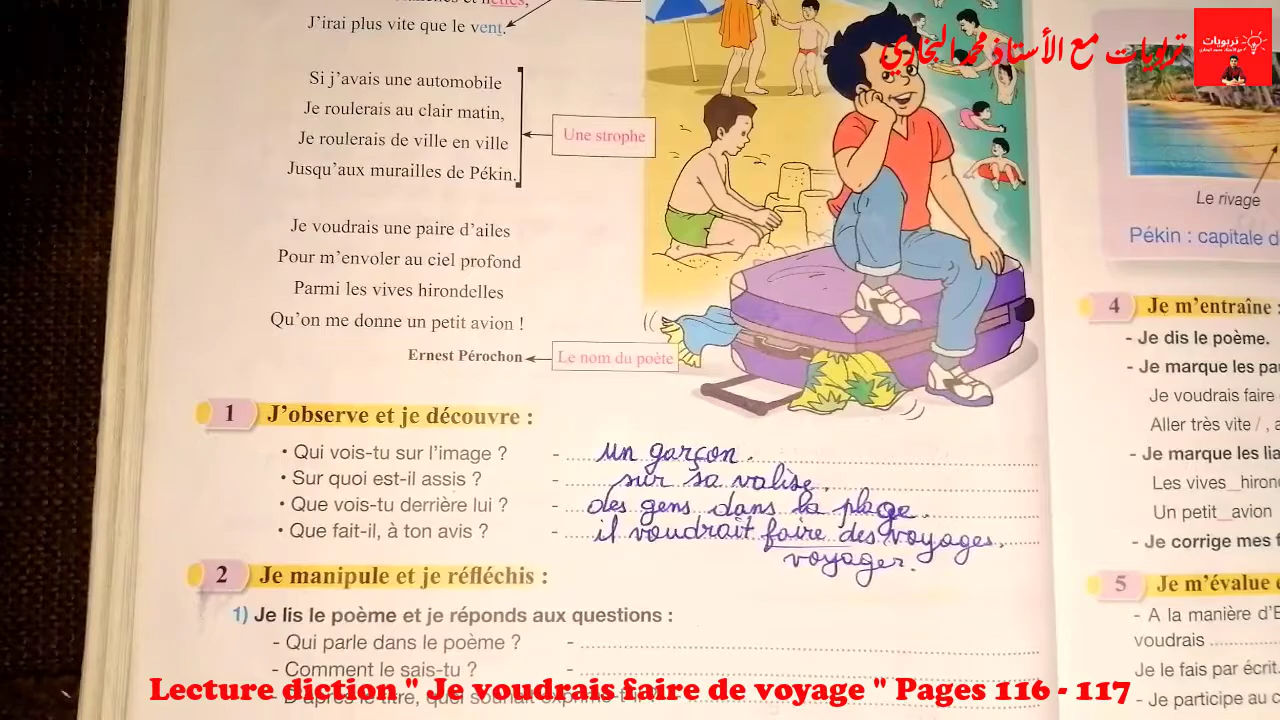 nettes,
J'irai plus vite que le vent.
Si j'avais une automobile
Je roulerais au clair matin,
Je roulerais de ville en ville
Jusqu'aux murailles de Pékin.
Une strophe
Je voudrais une paire d'ailes
Pour m'envoler au ciel profond
Parmi les vives hirondelles
Qu'on me donne un petit avion !
Ernest Pérochon
Le nom du poète
1 J'observe et je découvre :
• Qui vois-tu sur l'image ? - un garçon.
• Sur quoi est-il assis ? - sur sa valise.
• Que vois-tu derrière lui ? - des gens dans la plage.
• Que fait-il, à ton avis ? - il voudrait faire des voyages.
voyager.
2 Je manipule et je réfléchis :
1) Je lis le poème et je réponds aux questions :
- Qui parle dans le poème ? -
- Comment le sais-tu ? -
- D'après le titre, quel souhait exprime-t-il ?
Lecture diction " Je voudrais faire de voyage " Pages 116 - 117
تربويات مع الأستاذ محمد البخاري
تربويات
Le rivage
Pékin : capitale d
4 Je m'entraîne :
- Je dis le poème.
- Je marque les pau
Je voudrais faire
Aller très vite / , a
- Je marque les lia
Les vives_hiron
Un petit_avion
- Je corrige mes f
5 Je m'évalue e
- A la manière d'E
voudrais
Je le fais par écrit
- Je participe au c